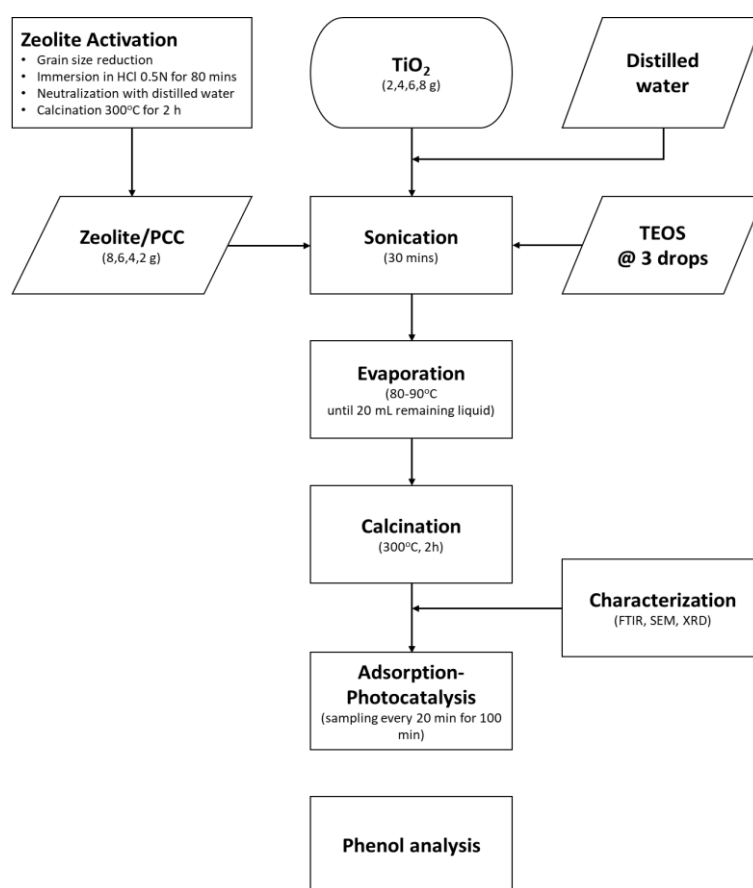 Zeolite Activation
• Grain size reduction
• Immersion in HCl 0.5N for 80 mins
• Neutralization with distilled water
• Calcination 300°C for 2 h
TiO₂
(2,4,6,8 g)
Distilled
water
Zeolite/PCC
(8,6,4,2 g)
Sonication
(30 mins)
TEOS
@ 3 drops
Evaporation
(80-90°C
until 20 mL remaining liquid)
Calcination
(300°C, 2h)
Characterization
(FTIR, SEM, XRD)
Adsorption-
Photocatalysis
(sampling every 20 min for 100
min)
Phenol analysis